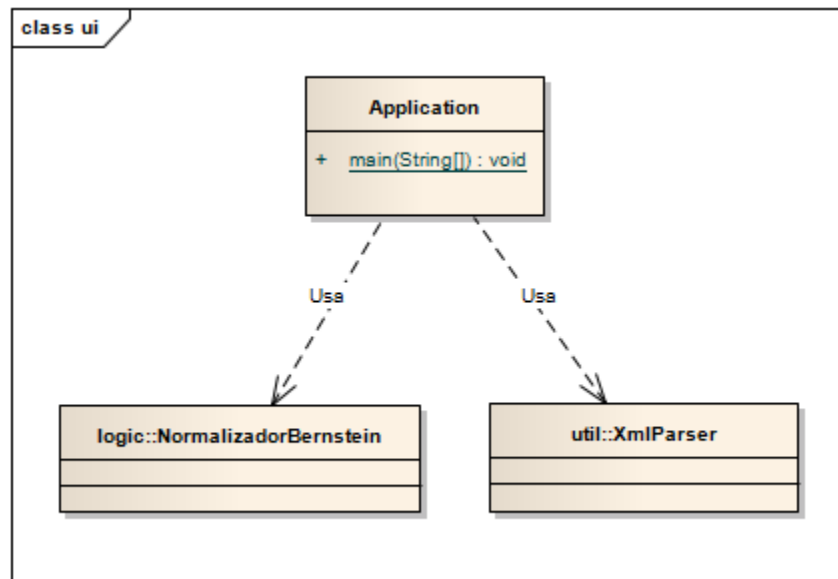 class ui
Application
+ main(String[]) : void
Usa
Usa
logic::NormalizadorBernstein
util::XmlParser